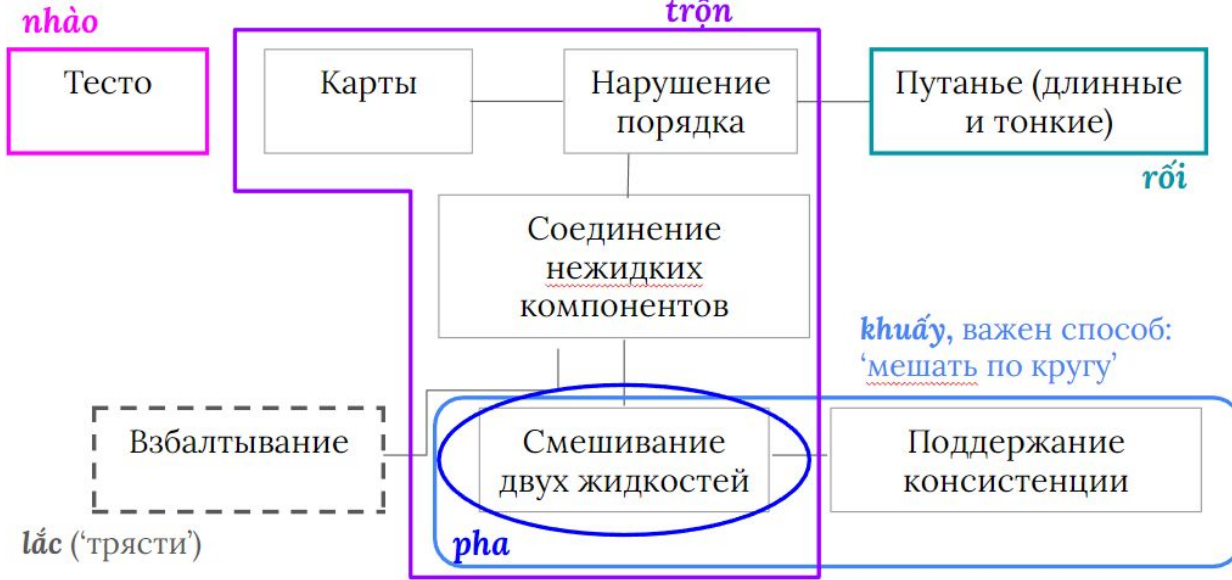 nhào
trộn
Тесто
Карты
Нарушение
порядка
Путанье (длинные
и тонкие)
rối
Соединение
нежидких
компонентов
khuấy, важен способ:
‘мешать по кругу’
Взбалтывание
Смешивание
двух жидкостей
Поддержание
консистенции
lắc (‘трясти’)
pha